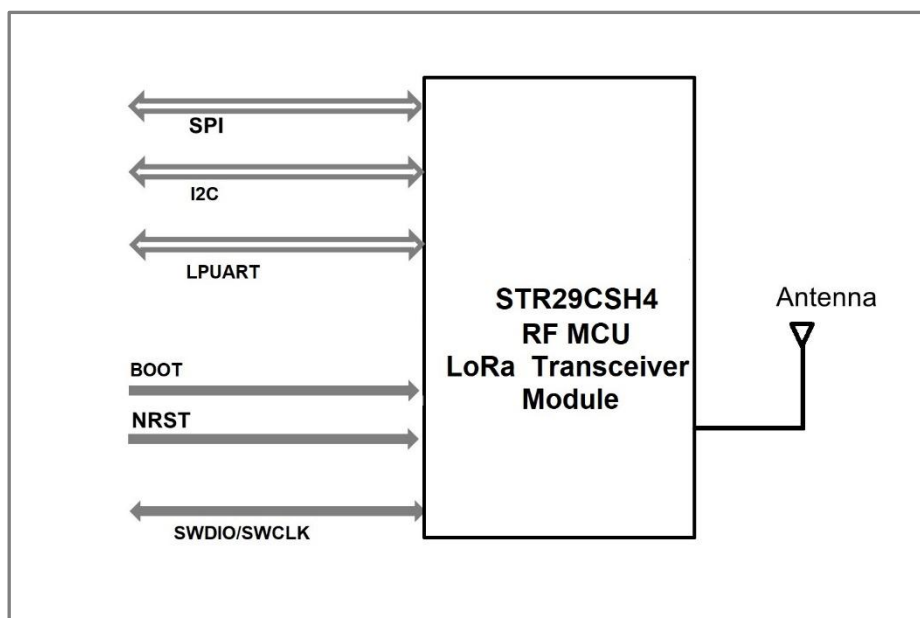 SPI
I2C
LPUART
STR29CSH4
RF MCU
LoRa Transceiver
Module
Antenna
BOOT
NRST
SWDIO/SWCLK